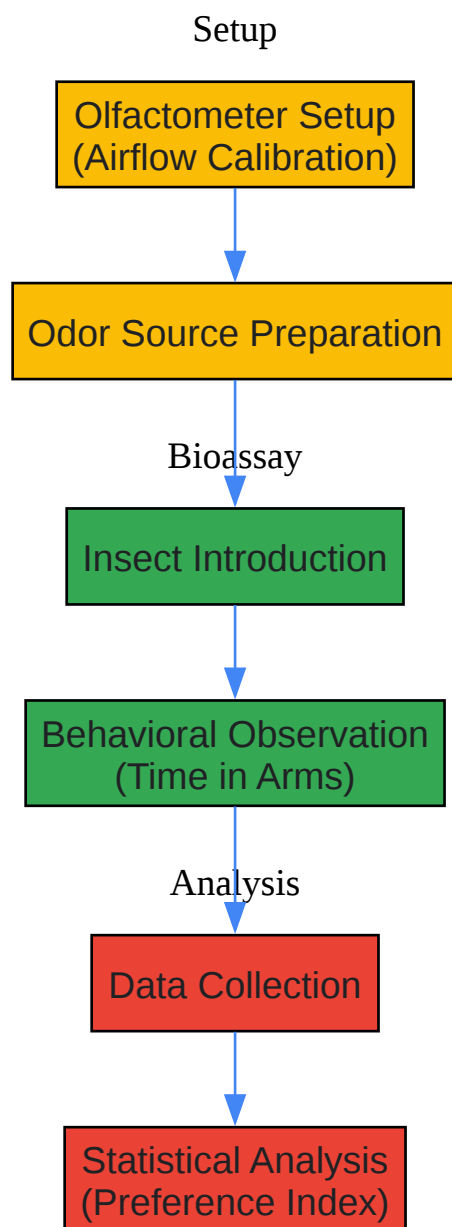 Setup
Olfactometer Setup
(Airflow Calibration)
Odor Source Preparation
Bioassay
Insect Introduction
Behavioral Observation
(Time in Arms)
Analysis
Data Collection
Statistical Analysis
(Preference Index)